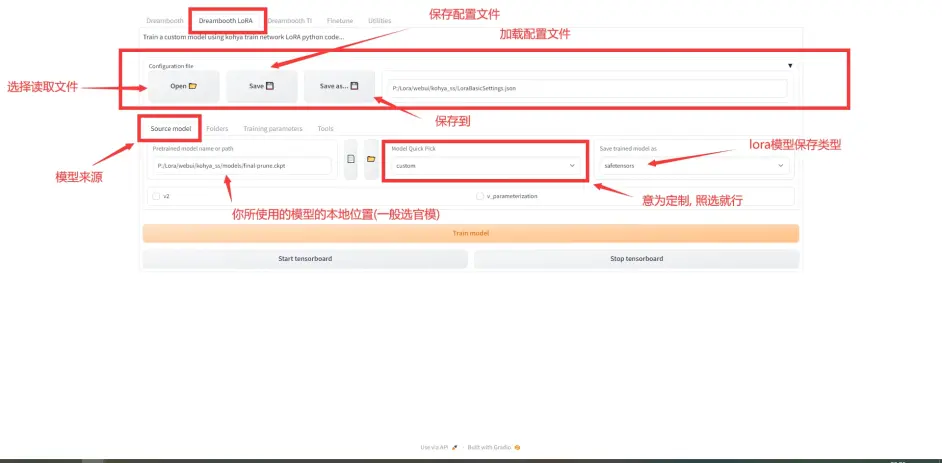 保存配置文件
Dreambooth Dreambooth LoRA Dreambooth TI Finetune Utilities
加载配置文件
Train a custom model using kohya train network LoRA python code...
Configuration file
选择读取文件
Open 📂 Save 💾 Save as... 💾
P:/Lora/webui/kohya_ss/LoraBasicSettings.json
保存到
Source model Folders Training parameters Tools
lora模型保存类型
Pretrained model name or path Model Quick Pick Save trained model as
P:/Lora/webui/kohya_ss/models/final-prune.ckpt custom safetensors
模型来源
v2 v_parameterization
意为定制, 照选就行
你所使用的模型的本地位置(一般选官模)
Train model
Start tensorboard Stop tensorboard
Use via API 🚀 · Built with Gradio